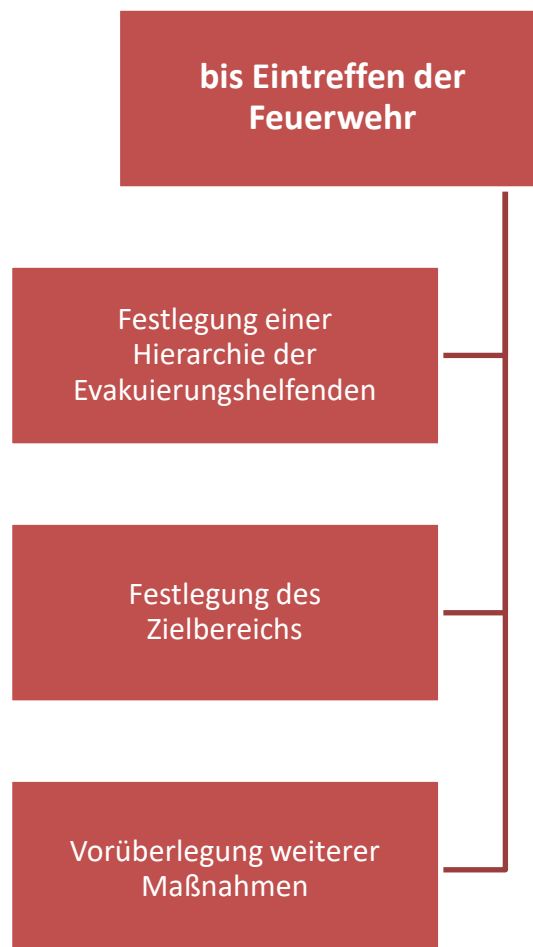 bis Eintreffen der
Feuerwehr
Festlegung einer
Hierarchie der
Evakuierungshelfenden
Festlegung des
Zielbereichs
Vorüberlegung weiterer
Maßnahmen